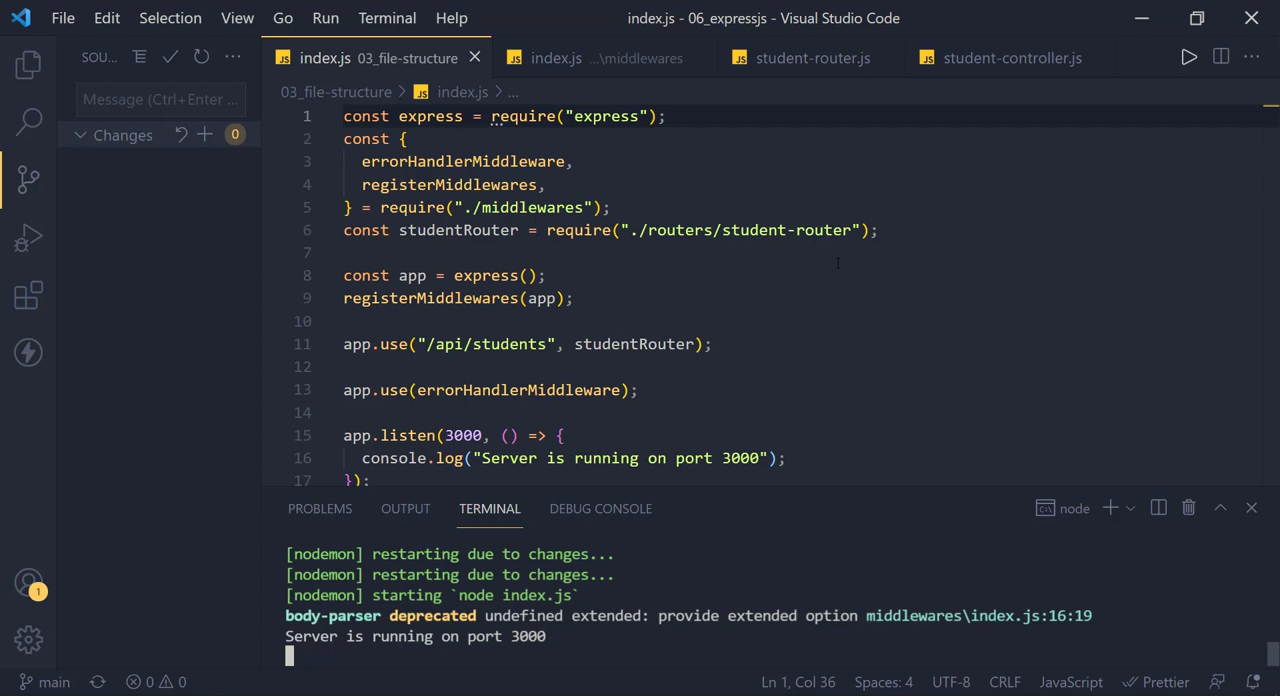 File Edit Selection View Go Run Terminal Help index.js - 06_expressjs - Visual Studio Code
SOU... index.js 03_file-structure index.js ...\middlewares student-router.js student-controller.js
Message (Ctrl+Enter ...
Changes 0
03_file-structure > index.js > ...
1 const express = require("express");
2 const {
3 errorHandlerMiddleware,
4 registerMiddlewares,
5 } = require("./middlewares");
6 const studentRouter = require("./routers/student-router");
7
8 const app = express();
9 registerMiddlewares(app);
10
11 app.use("/api/students", studentRouter);
12
13 app.use(errorHandlerMiddleware);
14
15 app.listen(3000, () => {
16 console.log("Server is running on port 3000");
17 });
PROBLEMS OUTPUT TERMINAL DEBUG CONSOLE node
[nodemon] restarting due to changes...
[nodemon] restarting due to changes...
[nodemon] starting `node index.js`
body-parser deprecated undefined extended: provide extended option middlewares\index.js:16:19
Server is running on port 3000
1
main 0 0 Ln 1, Col 36 Spaces: 4 UTF-8 CRLF JavaScript Prettier